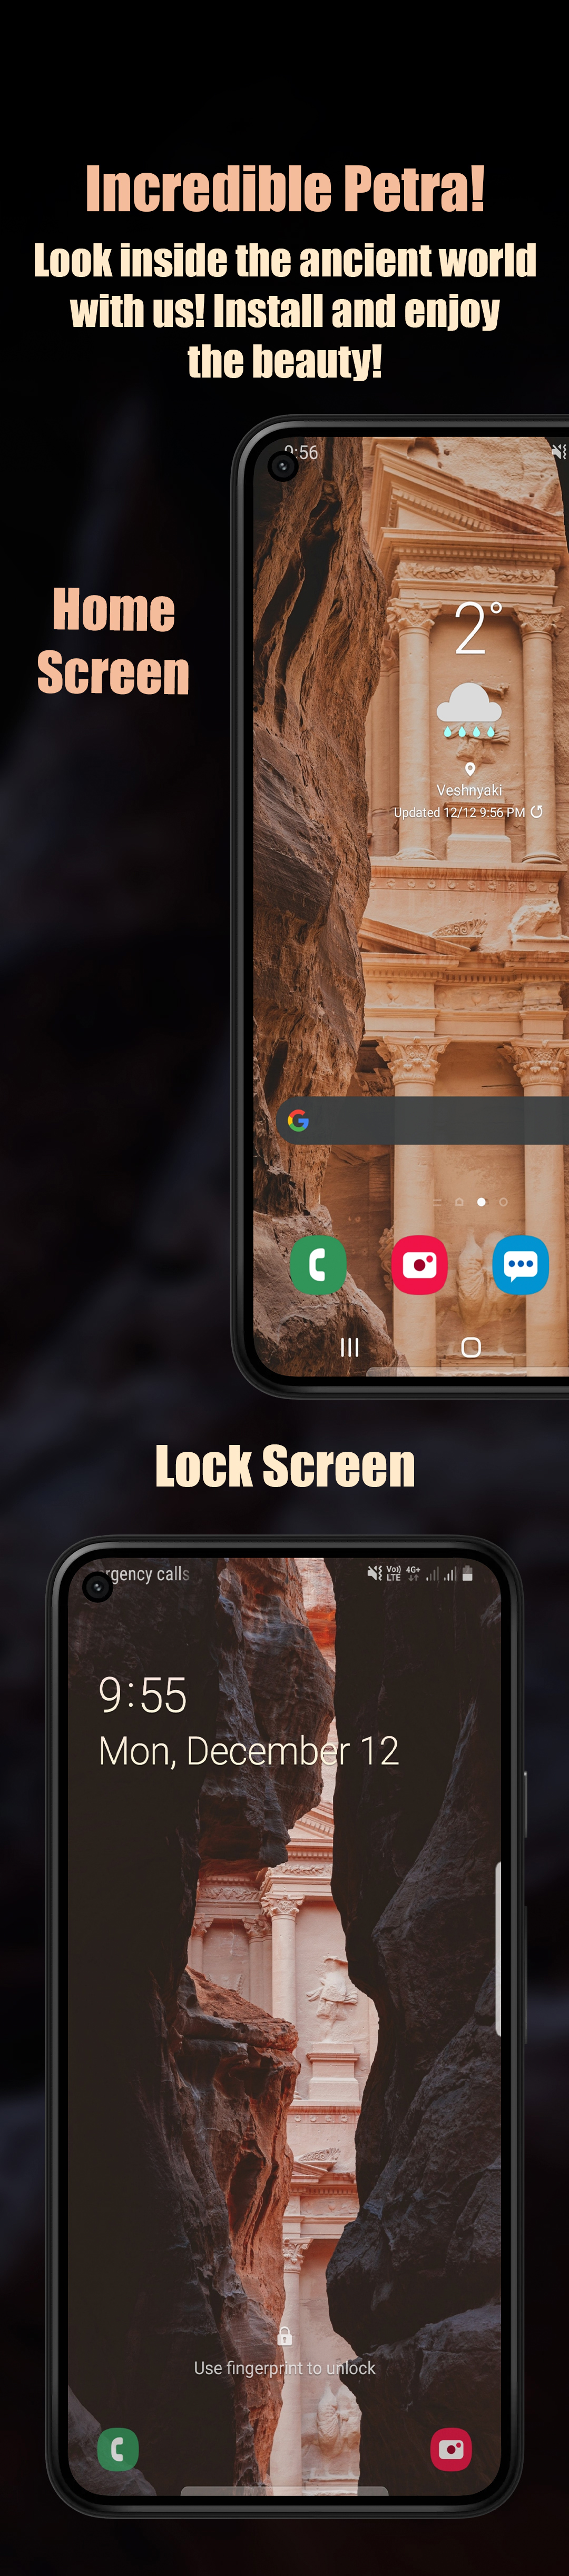 Incredible Petra!
Look inside the ancient world
with us! Install and enjoy
the beauty!
9:56
Home
Screen
2°
Veshnyaki
Updated 12/12 9:56 PM
G
Lock Screen
rgency calls
Vo)) LTE 4G+
9:55
Mon, December 12
Use fingerprint to unlock